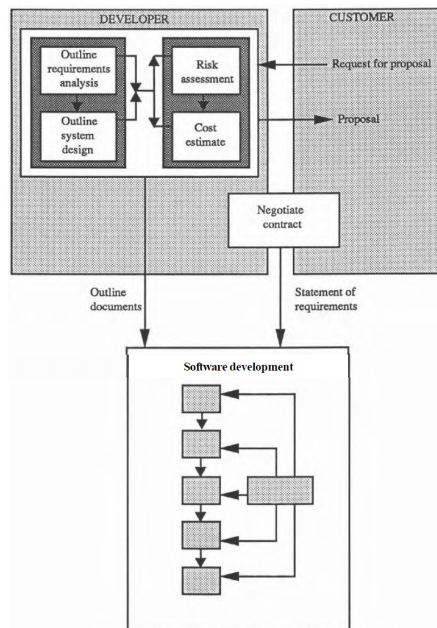 DEVELOPER
CUSTOMER
Outline
requirements
analysis
Risk
assessment
Request for proposal
Outline
system
design
Cost
estimate
Proposal
Negotiate
contract
Outline
documents
Statement of
requirements
Software development